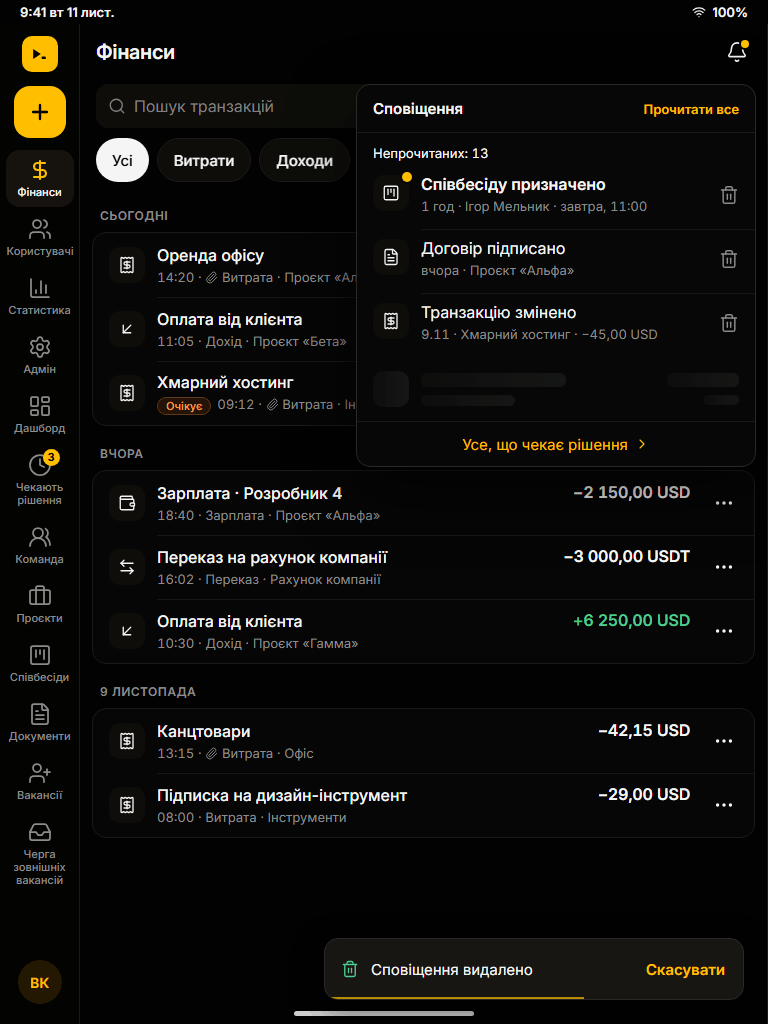 9:41 вт 11 лист.
100%
Фінанси
Пошук транзакцій
Усі
Витрати
Доходи
Сповіщення
Прочитати все
Непрочитаних: 13
Співбесіду призначено
1 год · Ігор Мельник · завтра, 11:00
Договір підписано
вчора · Проєкт «Альфа»
Транзакцію змінено
9.11 · Хмарний хостинг · −45,00 USD
Усе, що чекає рішення
Фінанси
Користувачі
Статистика
Адмін
Дашборд
3
Чекають
рішення
Команда
Проєкти
Співбесіди
Документи
Вакансії
Черга
зовнішніх
вакансій
ВК
СЬОГОДНІ
Оренда офісу
14:20 · Витрата · Проєкт «Ал
Оплата від клієнта
11:05 · Дохід · Проєкт «Бета»
Хмарний хостинг
Очікує 09:12 · Витрата · Ін
ВЧОРА
Зарплата · Розробник 4
−2 150,00 USD
18:40 · Зарплата · Проєкт «Альфа»
Переказ на рахунок компанії
−3 000,00 USDT
16:02 · Переказ · Рахунок компанії
Оплата від клієнта
+6 250,00 USD
10:30 · Дохід · Проєкт «Гамма»
9 ЛИСТОПАДА
Канцтовари
−42,15 USD
13:15 · Витрата · Офіс
Підписка на дизайн-інструмент
−29,00 USD
08:00 · Витрата · Інструменти
Сповіщення видалено
Скасувати